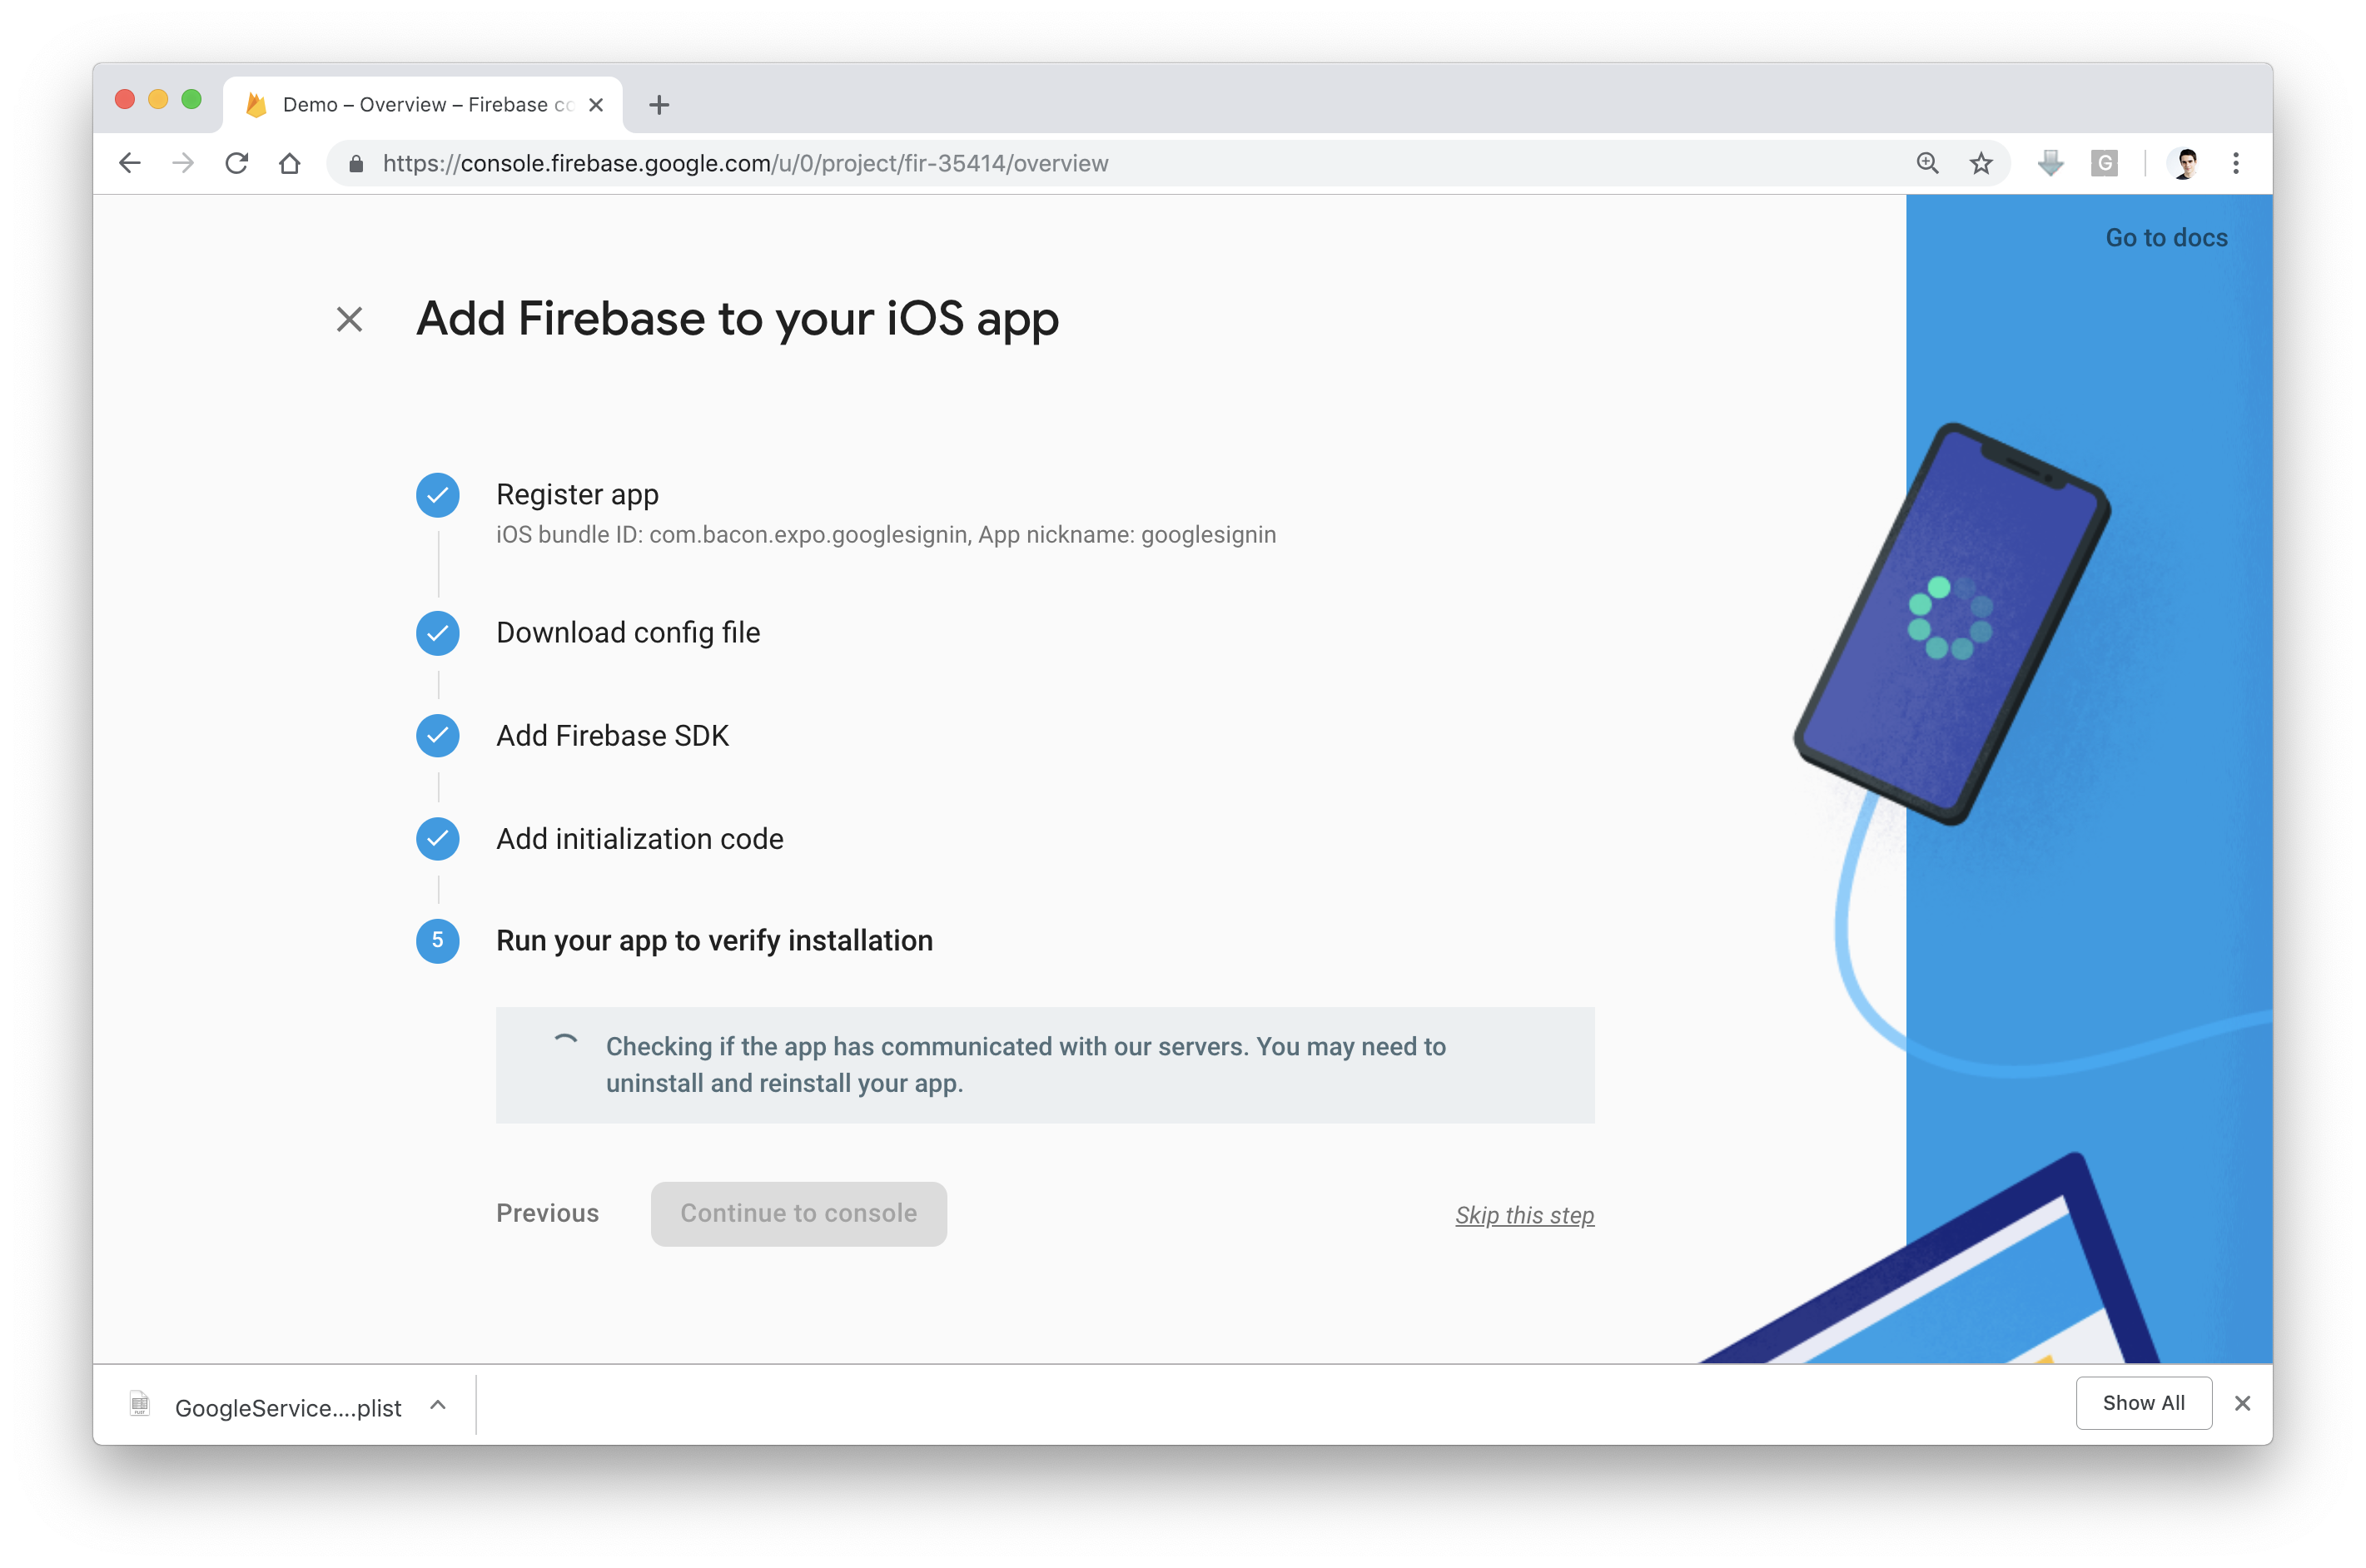 Demo – Overview – Firebase
https://console.firebase.google.com/u/0/project/fir-35414/overview
G
Go to docs
Add Firebase to your iOS app
Register app
iOS bundle ID: com.bacon.expo.googlesignin, App nickname: googlesignin
Download config file
Add Firebase SDK
Add initialization code
5
Run your app to verify installation
Checking if the app has communicated with our servers. You may need to
uninstall and reinstall your app.
Previous
Continue to console
Skip this step
GoogleService....plist
Show All